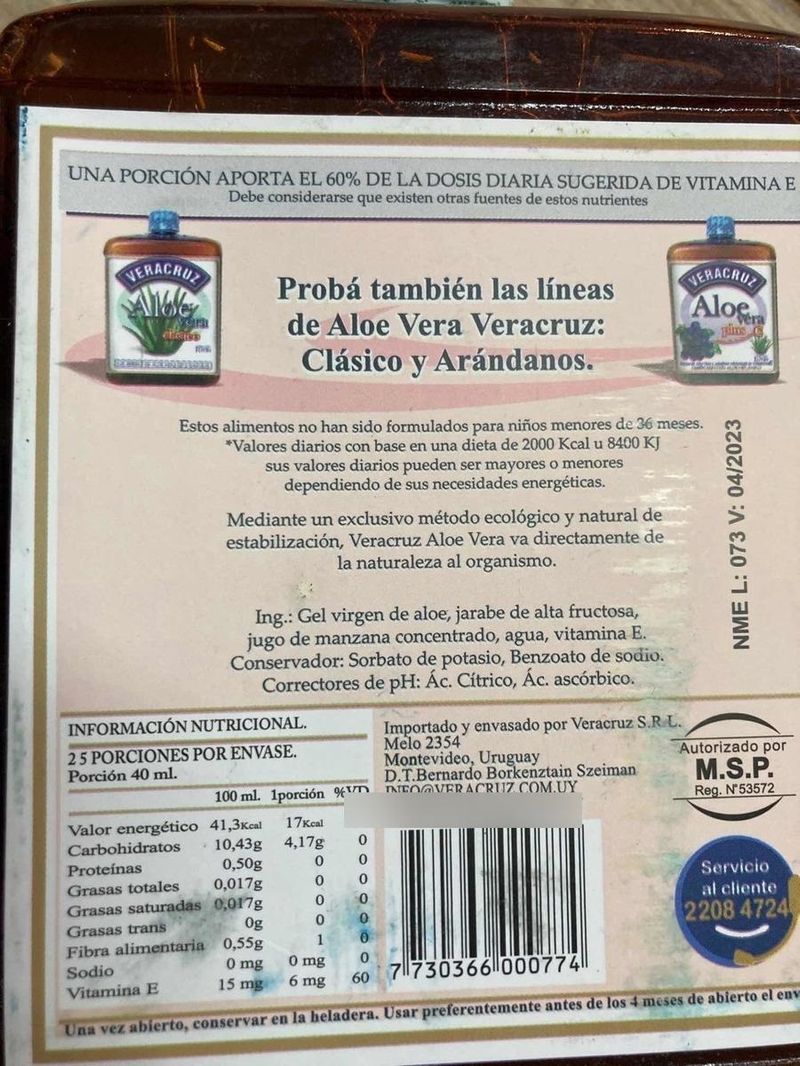 UNA PORCIÓN APORTA EL 60% DE LA DOSIS DIARIA SUGERIDA DE VITAMINA E
Debe considerarse que existen otras fuentes de estos nutrientes
VERACRUZ
Aloe
vera
clásico
VERACRUZ
Aloe
vera
plus C
Probá también las líneas
de Aloe Vera Veracruz:
Clásico y Arándanos.
Estos alimentos no han sido formulados para niños menores de 36 meses.
*Valores diarios con base en una dieta de 2000 Kcal u 8400 KJ
sus valores diarios pueden ser mayores o menores
dependiendo de sus necesidades energéticas.
Mediante un exclusivo método ecológico y natural de
estabilización, Veracruz Aloe Vera va directamente de
la naturaleza al organismo.
NME L: 073 V: 04/2023
Ing.: Gel virgen de aloe, jarabe de alta fructosa,
jugo de manzana concentrado, agua, vitamina E.
Conservador: Sorbato de potasio, Benzoato de sodio.
Correctores de pH: Ác. Cítrico, Ác. ascórbico.
INFORMACIÓN NUTRICIONAL.
25 PORCIONES POR ENVASE.
Porción 40 ml.
100 ml. 1porción %VD
Valor energético 41,3Kcal 17Kcal
Carbohidratos 10,43g 4,17g 0
Proteínas 0,50g 0 0
Grasas totales 0,017g 0 0
Grasas saturadas 0,017g 0 0
Grasas trans 0g 0 0
Fibra alimentaria 0,55g 1 0
Sodio 0 mg 0 mg 0
Vitamina E 15 mg 6 mg 60
Importado y envasado por Veracruz S.R.L.
Melo 2354
Montevideo, Uruguay
D.T.Bernardo Borkenztain Szeiman
INFO@VERACRUZ.COM.UY
7 730366 000774
Autorizado por
M.S.P.
Reg. N°53572
Servicio
al cliente
2208 4724
Una vez abierto, conservar en la heladera. Usar preferentemente antes de los 4 meses de abierto el env